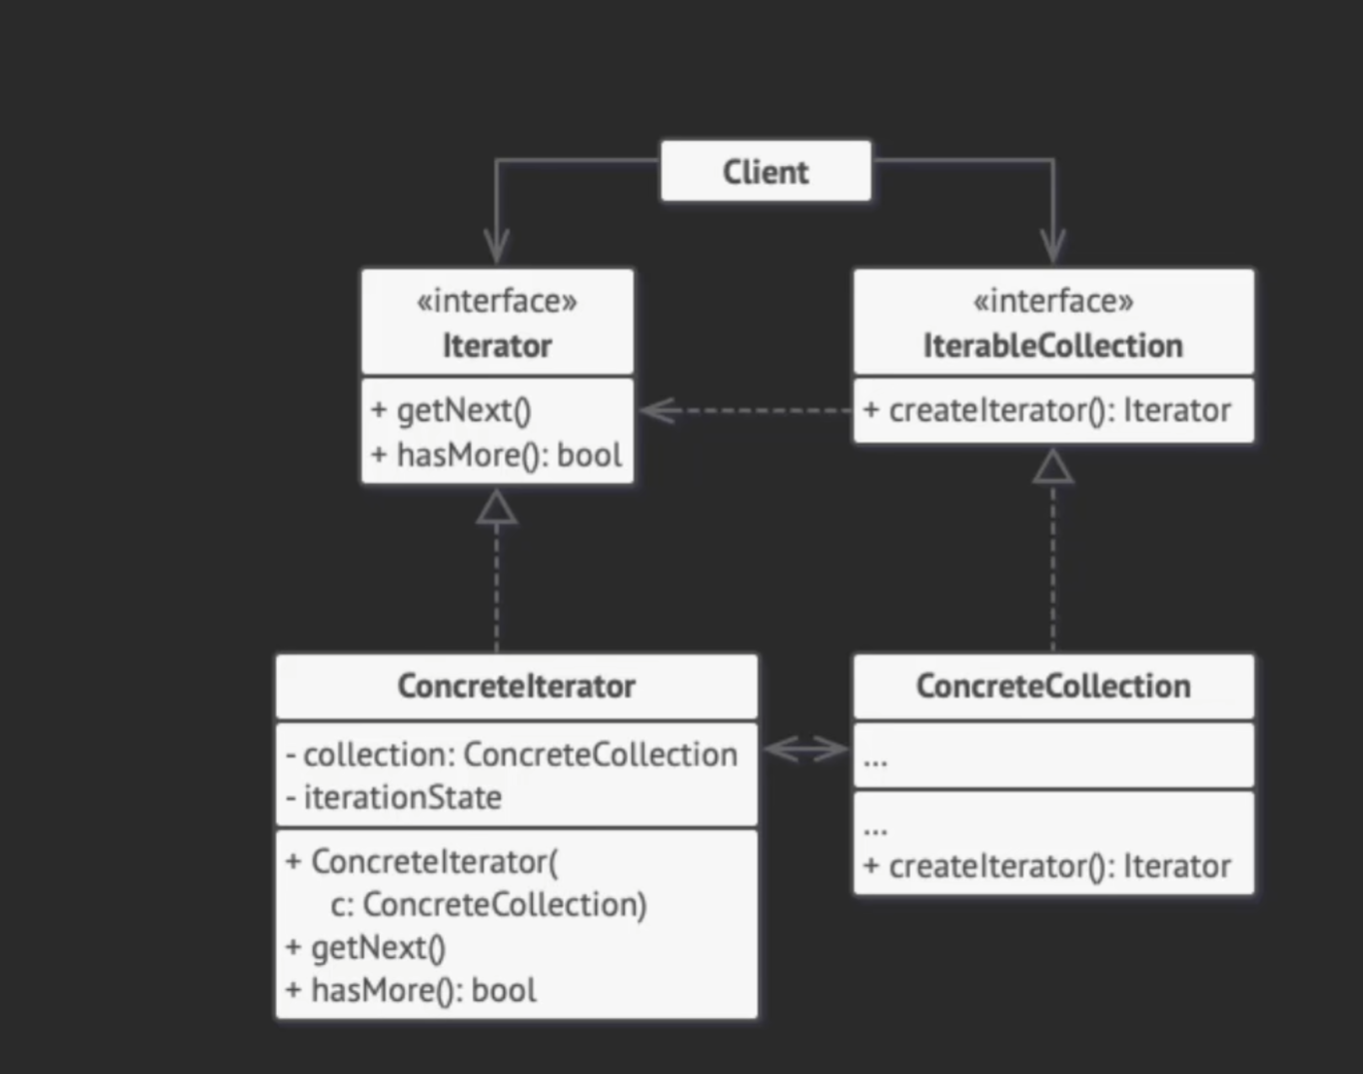 Client
«interface»
Iterator
+ getNext()
+ hasMore(): bool
«interface»
IterableCollection
+ createIterator(): Iterator
ConcreteIterator
- collection: ConcreteCollection
- iterationState
+ ConcreteIterator(
c: ConcreteCollection)
+ getNext()
+ hasMore(): bool
ConcreteCollection
...
...
+ createIterator(): Iterator